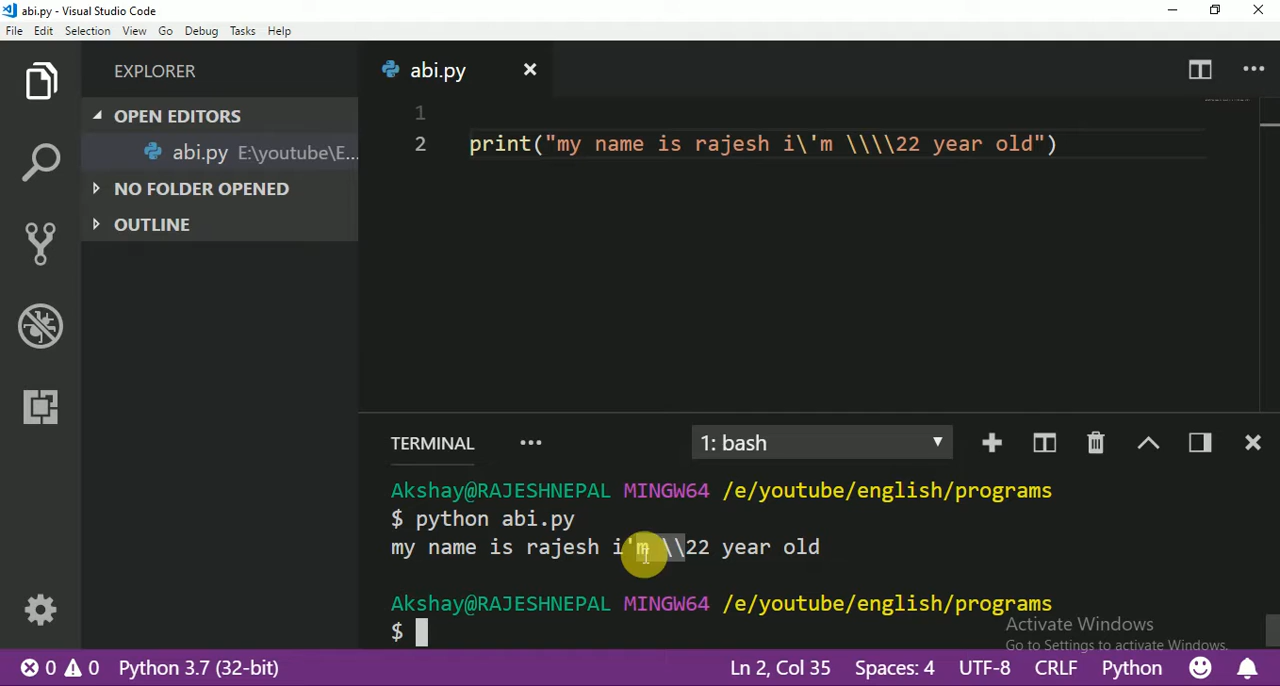 abi.py - Visual Studio Code
File Edit Selection View Go Debug Tasks Help
EXPLORER
OPEN EDITORS
abi.py E:\youtube\E...
NO FOLDER OPENED
OUTLINE
abi.py
1
2 print("my name is rajesh i\'m \\\\22 year old")
TERMINAL
1: bash
Akshay@RAJESHNEPAL MINGW64 /e/youtube/english/programs
$ python abi.py
my name is rajesh i'm \\22 year old
Akshay@RAJESHNEPAL MINGW64 /e/youtube/english/programs
$
Activate Windows
Go to Settings to activate Windows.
0 0 Python 3.7 (32-bit) Ln 2, Col 35 Spaces: 4 UTF-8 CRLF Python